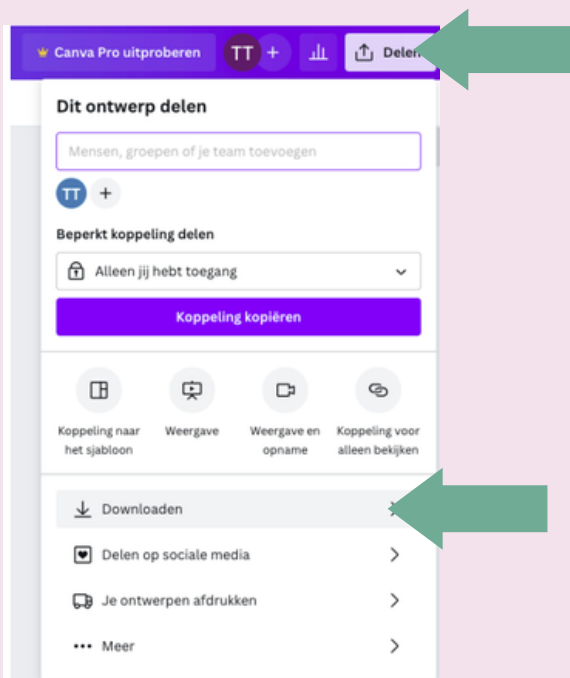 Canva Pro uitproberen TT + Delen
Dit ontwerp delen
Mensen, groepen of je team toevoegen
TT +
Beperkt koppeling delen
Alleen jij hebt toegang
Koppeling kopiëren
Koppeling naar het sjabloon
Weergave
Weergave en opname
Koppeling voor alleen bekijken
Downloaden
Delen op sociale media
Je ontwerpen afdrukken
Meer